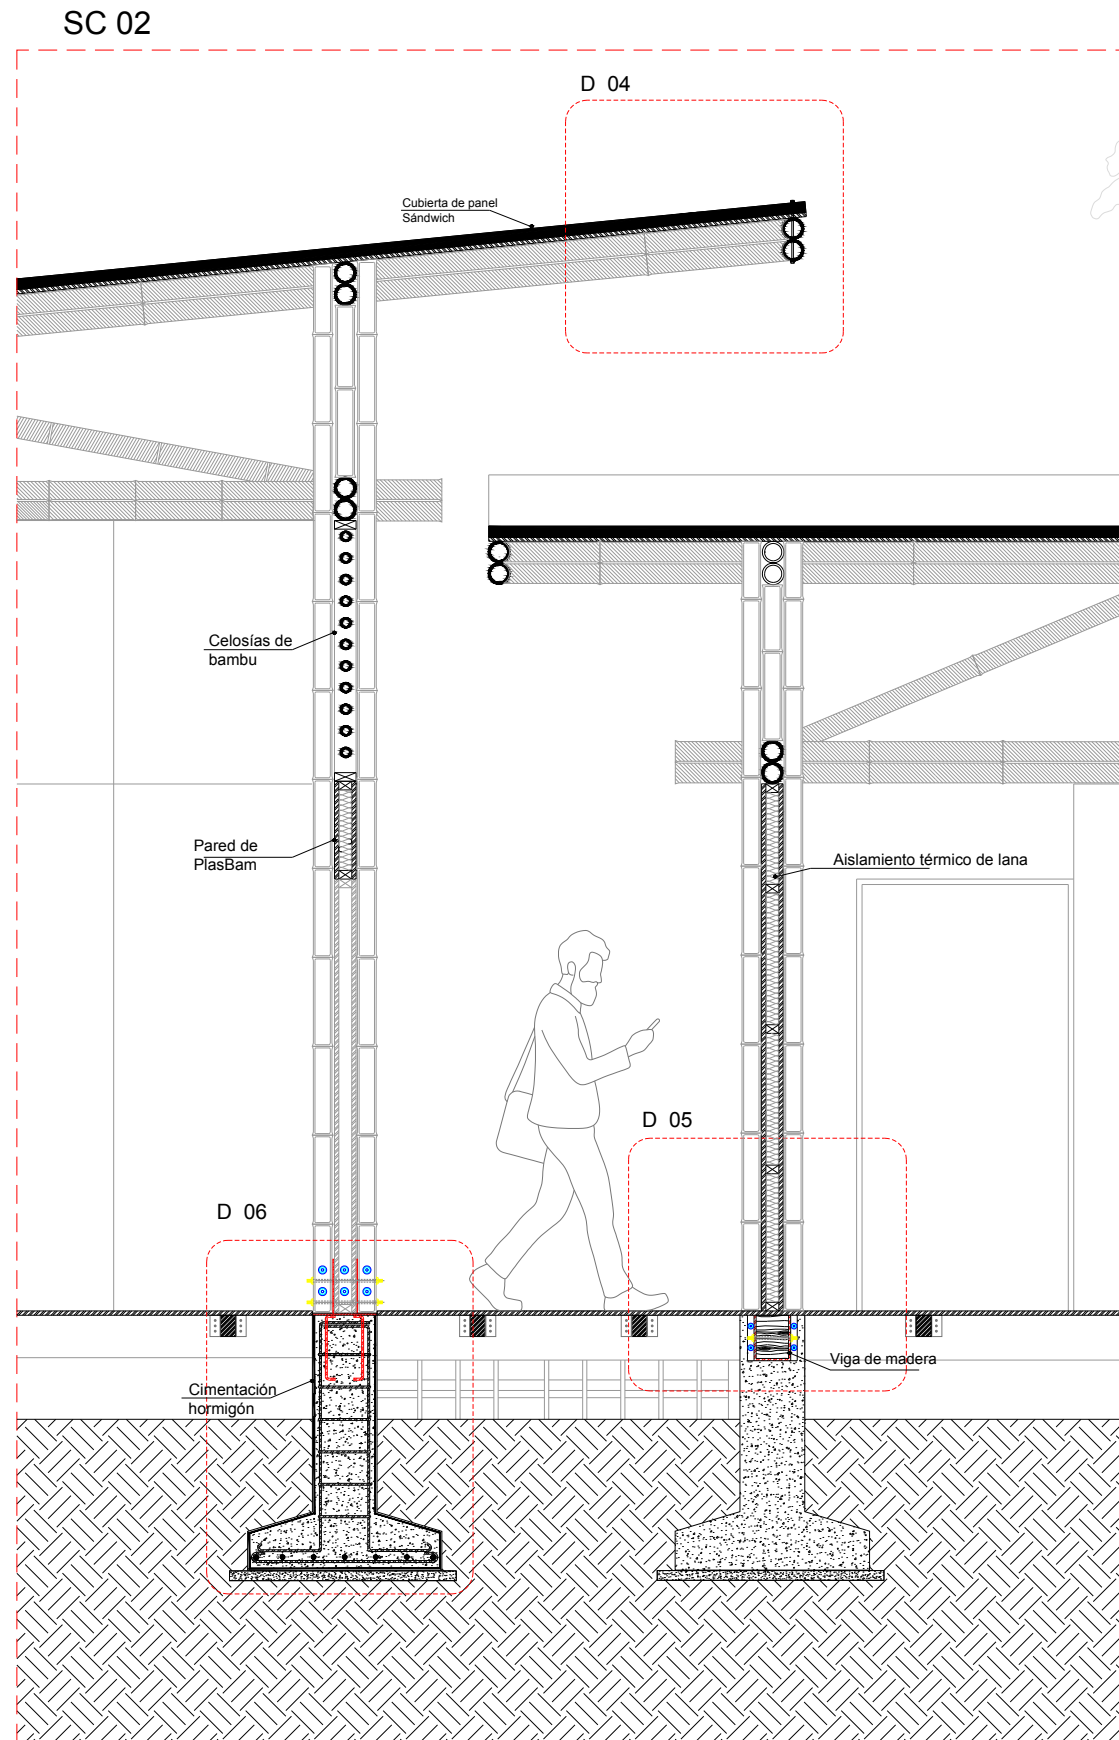 SC 02
D 04
Cubierta de panel
Sándwich
Celosías de
bambu
Pared de
PlasBam
Aislamiento térmico de lana
D 05
D 06
Viga de madera
Cimentación
hormigón